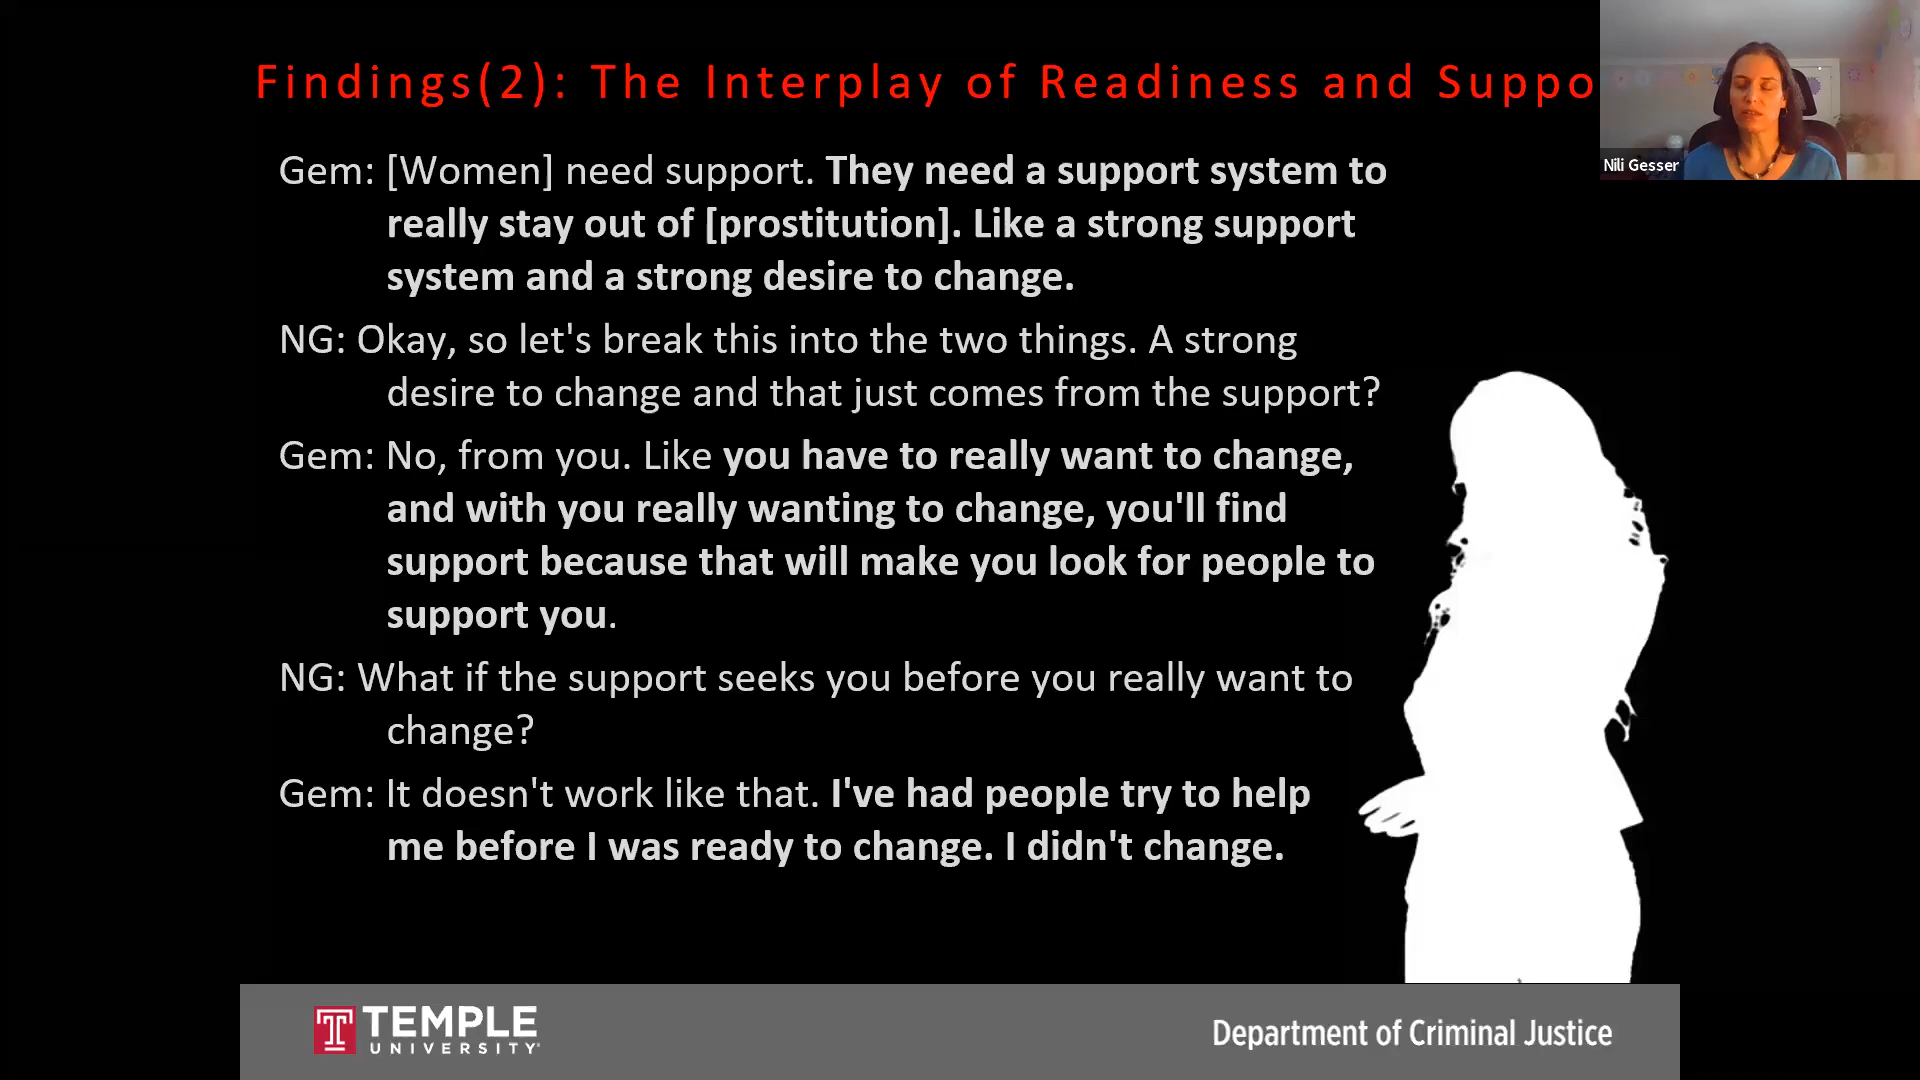 Findings(2): The Interplay of Readiness and Suppo
Nili Gesser
Gem: [Women] need support. They need a support system to
really stay out of [prostitution]. Like a strong support
system and a strong desire to change.
NG: Okay, so let's break this into the two things. A strong
desire to change and that just comes from the support?
Gem: No, from you. Like you have to really want to change,
and with you really wanting to change, you'll find
support because that will make you look for people to
support you.
NG: What if the support seeks you before you really want to
change?
Gem: It doesn't work like that. I've had people try to help
me before I was ready to change. I didn't change.
TEMPLE
UNIVERSITY
Department of Criminal Justice